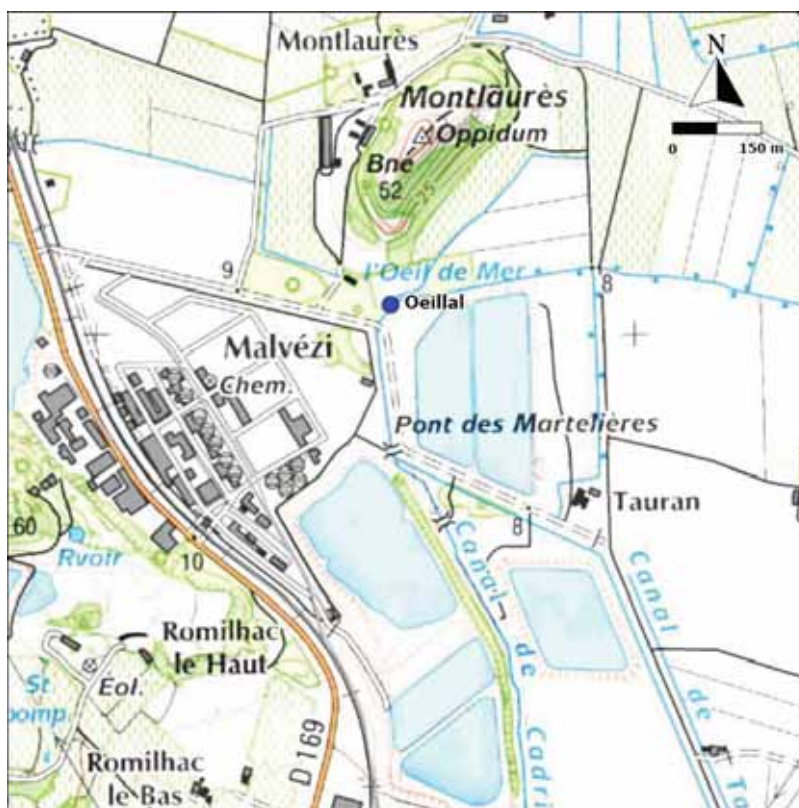 Montlaurès
N
Montlaurès
Oppidum
0 150 m
Bne
52
25
9
l'Oeil de Mer
8
Oeillal
Malvézi
Chem.
Pont des Martelières
60
Rvoir
10
8
Tauran
Romilhac
le Haut
Canal de Cadri
Canal de To
St
pomp
Eol.
D 169
Romilhac
le Bas